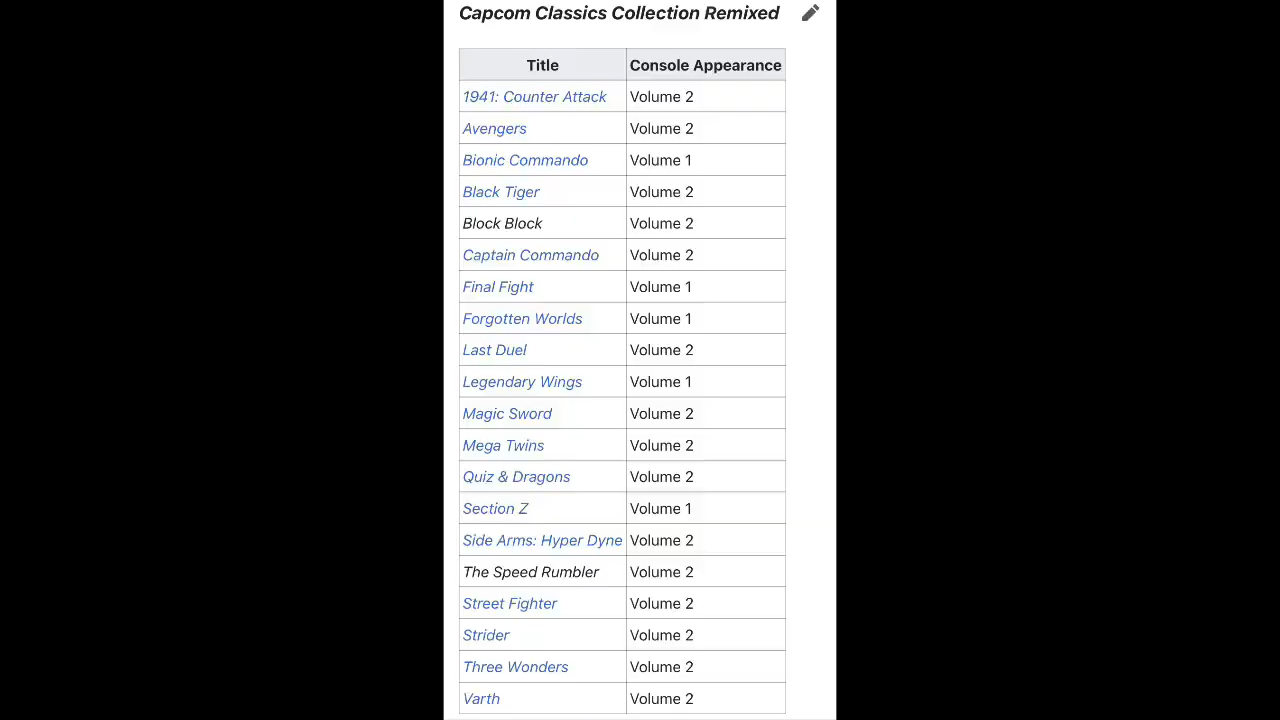 Capcom Classics Collection Remixed
Title Console Appearance
1941: Counter Attack Volume 2
Avengers Volume 2
Bionic Commando Volume 1
Black Tiger Volume 2
Block Block Volume 2
Captain Commando Volume 2
Final Fight Volume 1
Forgotten Worlds Volume 1
Last Duel Volume 2
Legendary Wings Volume 1
Magic Sword Volume 2
Mega Twins Volume 2
Quiz & Dragons Volume 2
Section Z Volume 1
Side Arms: Hyper Dyne Volume 2
The Speed Rumbler Volume 2
Street Fighter Volume 2
Strider Volume 2
Three Wonders Volume 2
Varth Volume 2